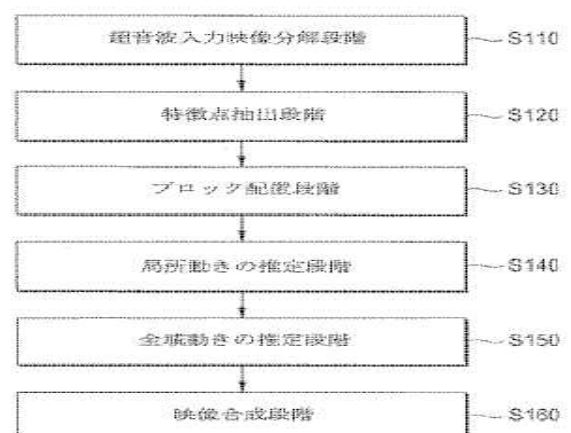 超音波入力映像分解段階 S110
特徴点抽出段階 S120
ブロック配置段階 S130
局所動きの推定段階 S140
全域動きの推定段階 S150
映像合成段階 S160